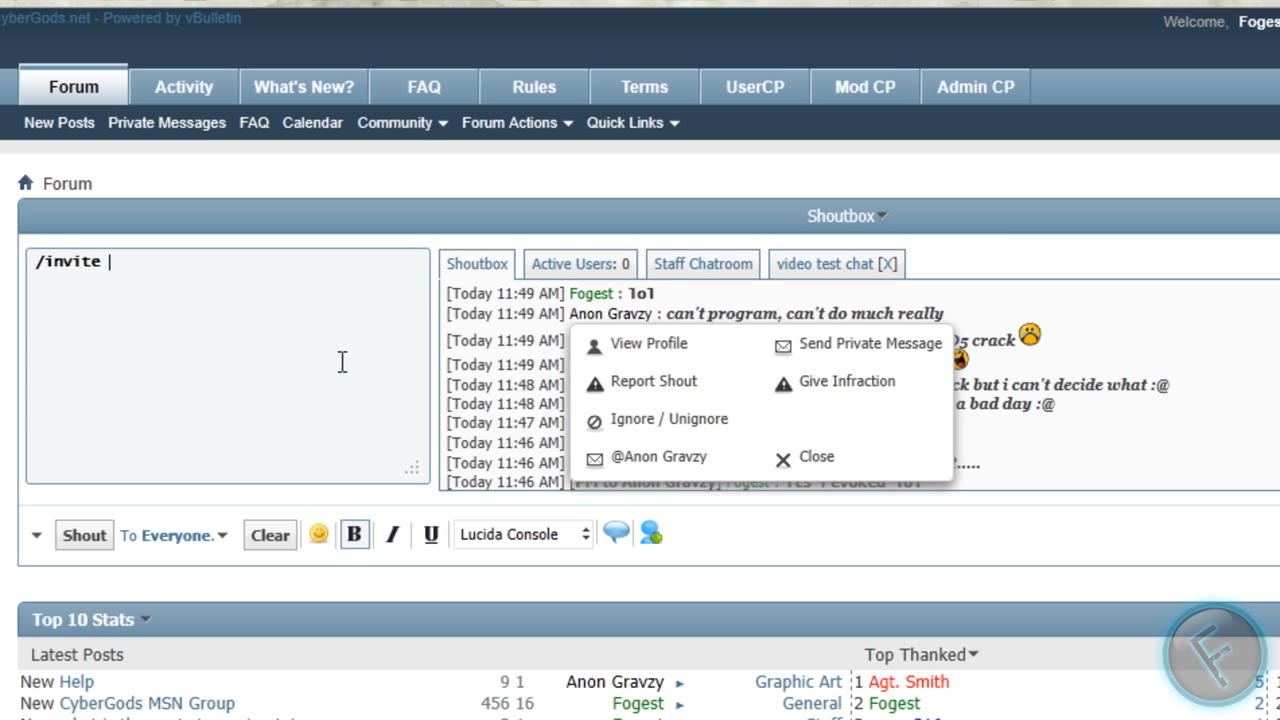 yberGods.net - Powered by vBulletin
Welcome, Foges
Forum Activity What's New? FAQ Rules Terms UserCP Mod CP Admin CP
New Posts Private Messages FAQ Calendar Community Forum Actions Quick Links
Forum
Shoutbox
/invite
Shoutbox Active Users: 0 Staff Chatroom video test chat [X]
[Today 11:49 AM] Fogest : lol
[Today 11:49 AM] Anon Gravzy : can't program, can't do much really
[Today 11:49 AM] 05 crack
[Today 11:49 AM]
[Today 11:48 AM] ck but i can't decide what :@
[Today 11:48 AM] a bad day :@
[Today 11:47 AM]
[Today 11:46 AM]
[Today 11:46 AM] .....
[Today 11:46 AM] [PM to Anon Gravzy] Fogest :
View Profile Send Private Message
Report Shout Give Infraction
Ignore / Unignore
@Anon Gravzy Close
Shout To Everyone. Clear B I U Lucida Console
Top 10 Stats
Latest Posts Top Thanked
New Help 9 1 Anon Gravzy Graphic Art 1 Agt. Smith 5
New CyberGods MSN Group 456 16 Fogest General 2 Fogest 2